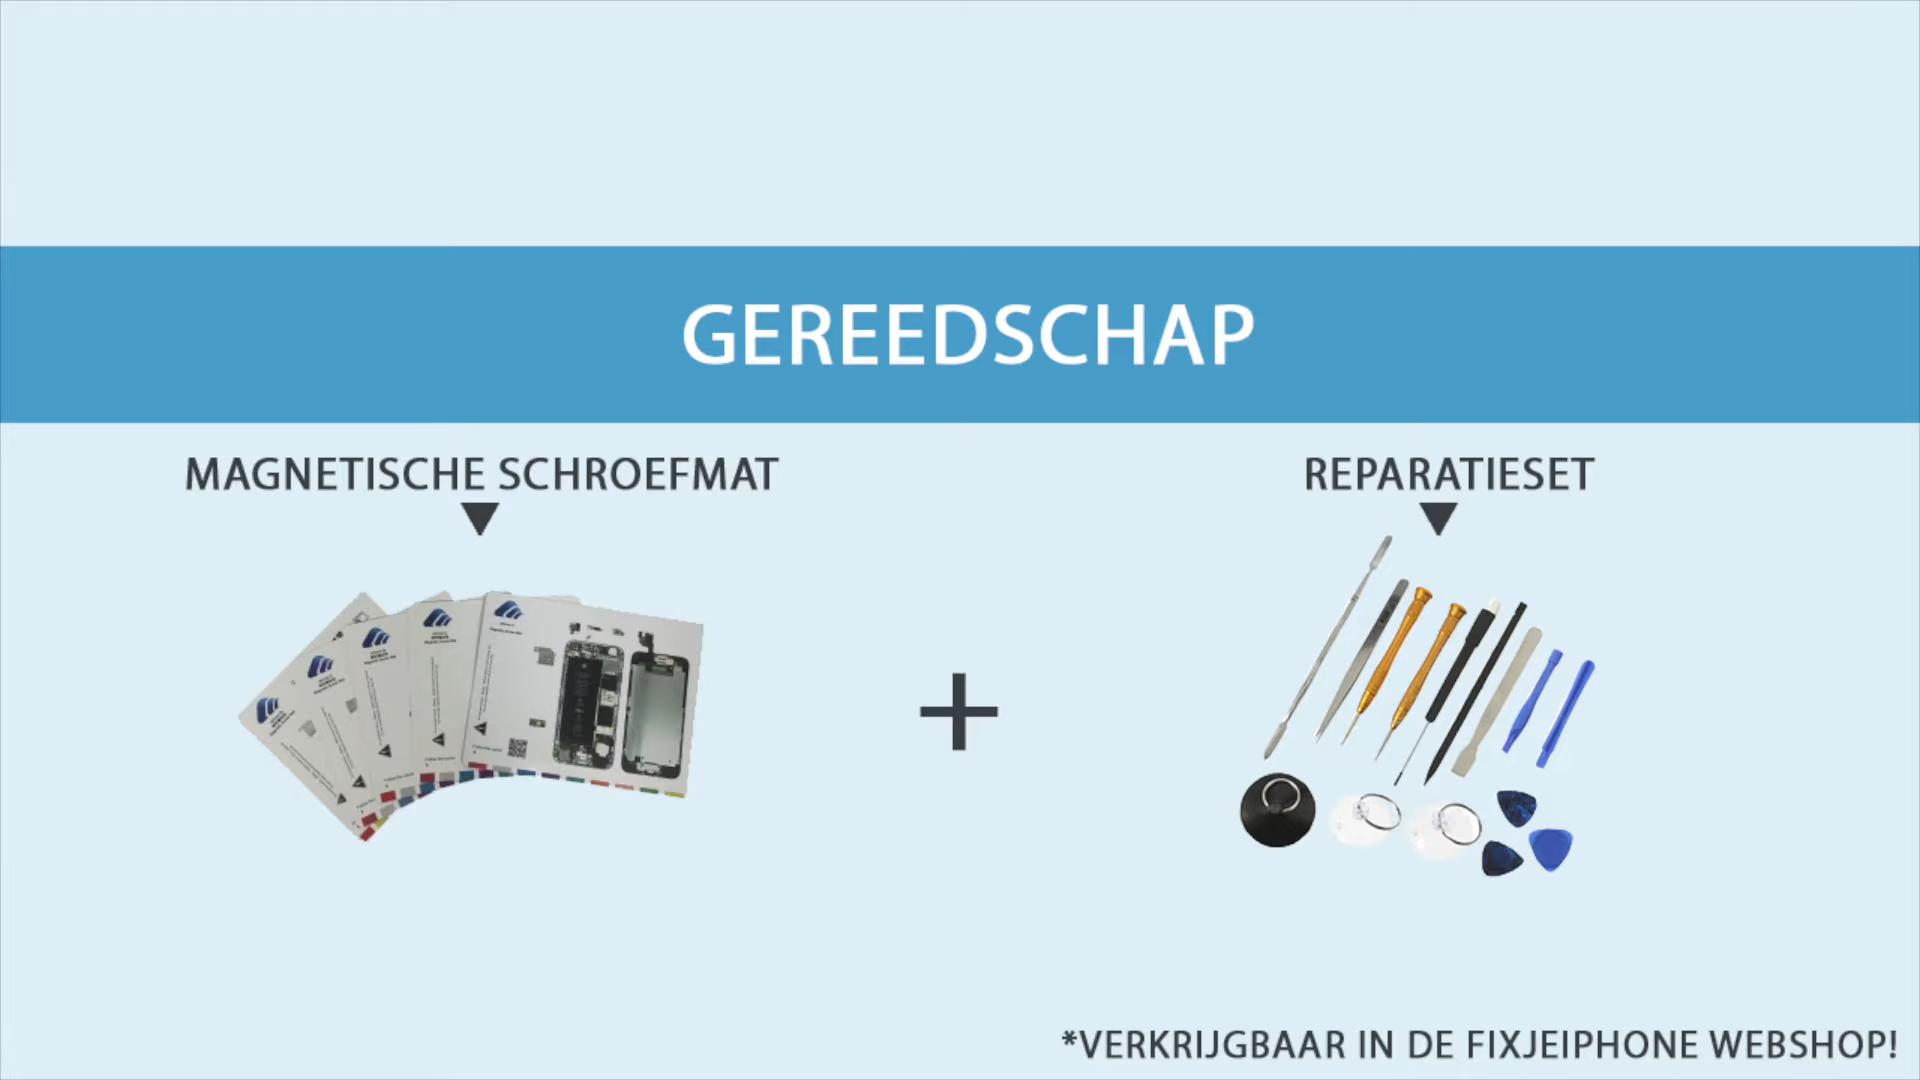 GEREEDSCHAP
MAGNETISCHE SCHROEFMAT
REPARATIESET
*VERKRIJGBAAR IN DE FIXJEIPHONE WEBSHOP!